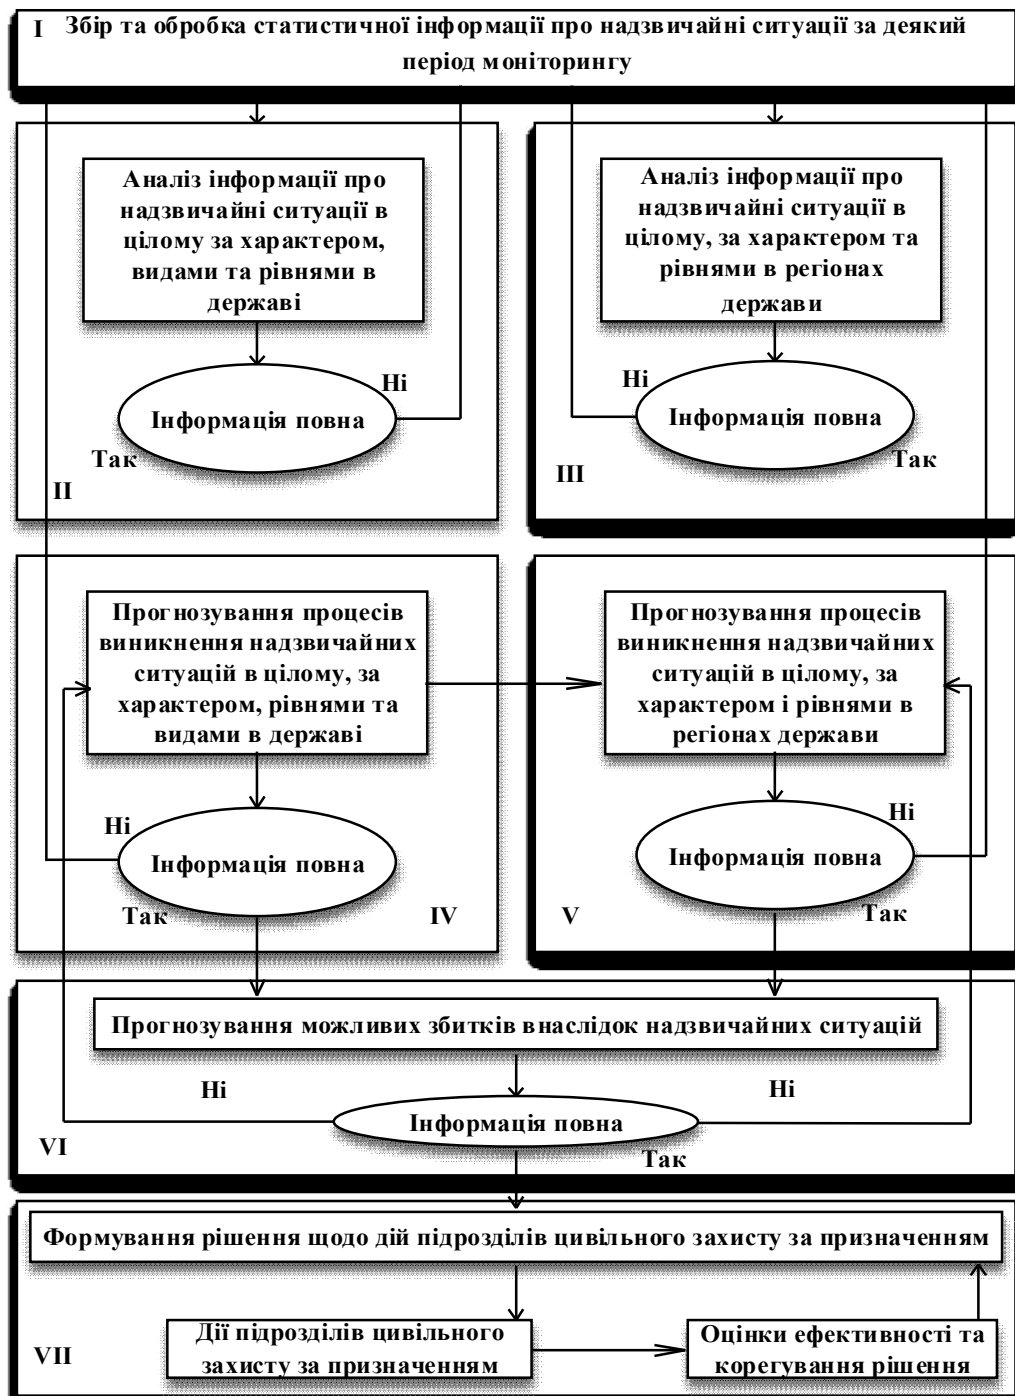 I Збір та обробка статистичної інформації про надзвичайні ситуації за деякий
період моніторингу
Аналіз інформації про
надзвичайні ситуації в
цілому за характером,
видами та рівнями в
державі
Ні
Інформація повна
Так
II
Аналіз інформації про
надзвичайні ситуації в
цілому, за характером та
рівнями в регіонах
держави
Ні
Інформація повна
Так
III
Прогнозування процесів
виникнення надзвичайних
ситуацій в цілому, за
характером, рівнями та
видами в державі
Ні
Інформація повна
Так
IV
Прогнозування процесів
виникнення надзвичайних
ситуацій в цілому, за
характером і рівнями в
регіонах держави
Ні
Інформація повна
Так
V
Прогнозування можливих збитків внаслідок надзвичайних ситуацій
Ні
Ні
Інформація повна
VI
Так
Формування рішення щодо дій підрозділів цивільного захисту за призначенням
VII
Дії підрозділів цивільного
захисту за призначенням
Оцінки ефективності та
корегування рішення